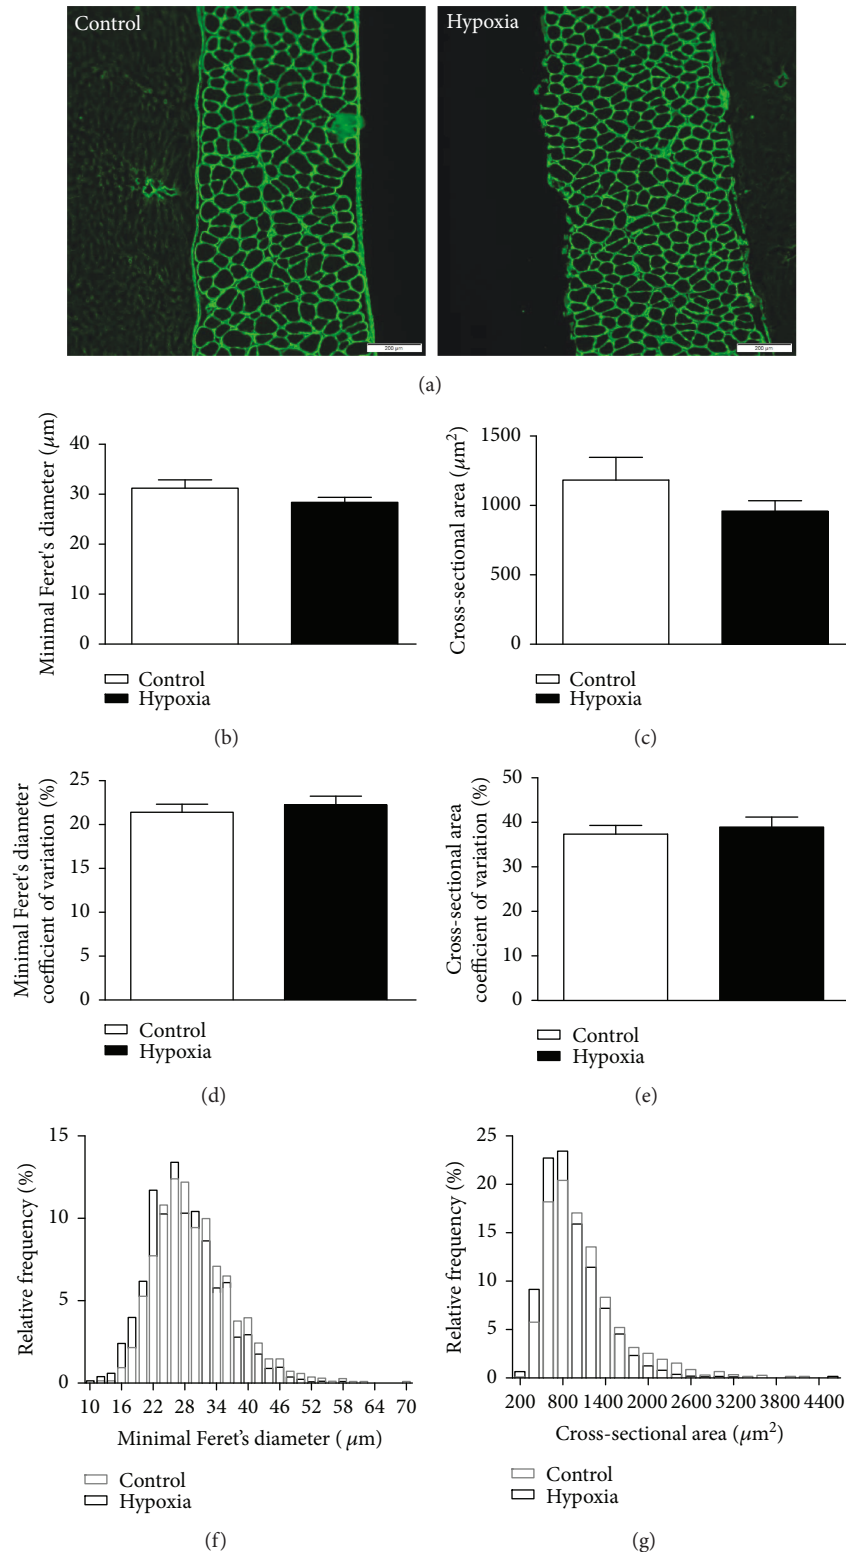 Control
Hypoxia
200 μm
200 μm
(a)
Minimal Feret's diameter (μm)
40
30
20
10
0
Control
Hypoxia
(b)
Cross-sectional area (μm²)
1500
1000
500
0
Control
Hypoxia
(c)
Minimal Feret's diameter
coefficient of variation (%)
25
20
15
10
5
0
Control
Hypoxia
(d)
Cross-sectional area
coefficient of variation (%)
50
40
30
20
10
0
Control
Hypoxia
(e)
Relative frequency (%)
15
10
5
0
10 16 22 28 34 40 46 52 58 64 70
Minimal Feret's diameter ( μm)
Control
Hypoxia
(f)
Relative frequency (%)
25
20
15
10
5
0
200 800 1400 2000 2600 3200 3800 4400
Cross-sectional area (μm²)
Control
Hypoxia
(g)